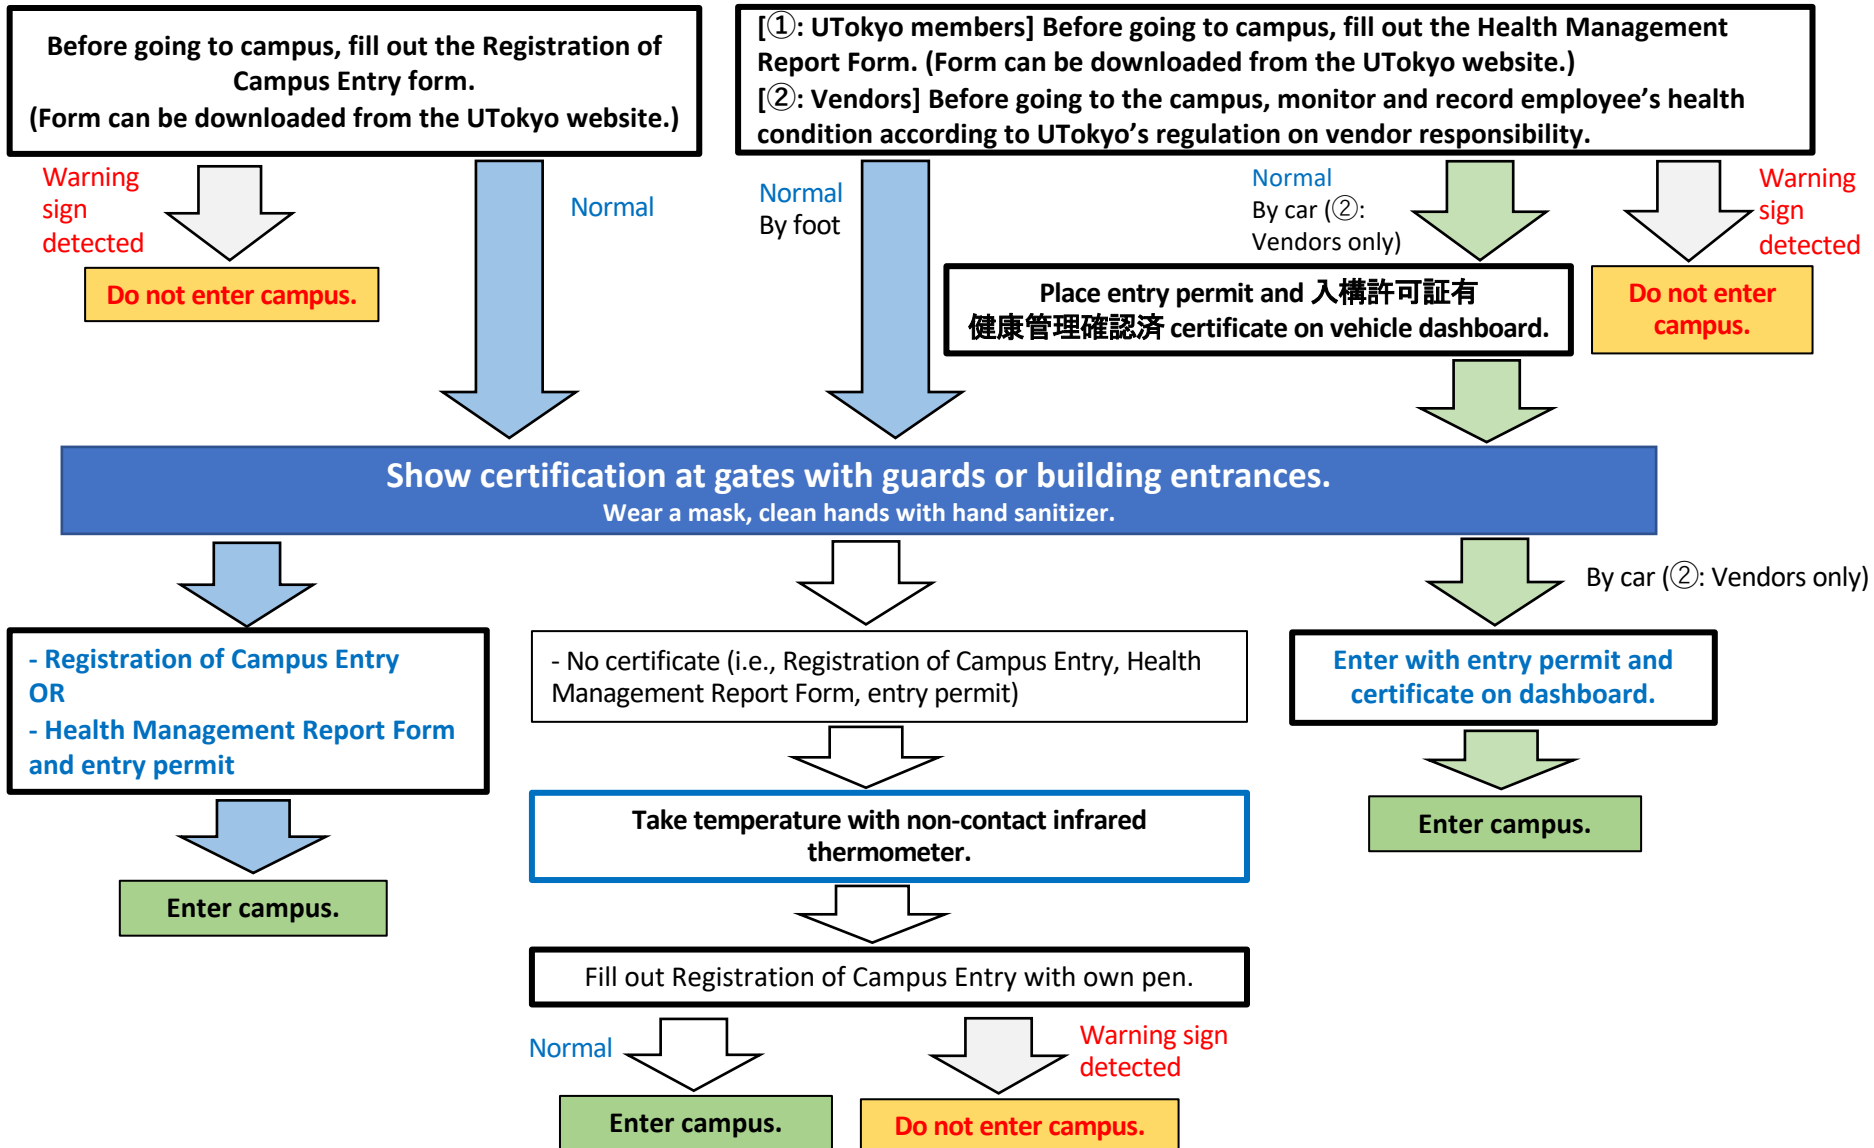 Before going to campus, fill out the Registration of
Campus Entry form.
(Form can be downloaded from the UTokyo website.)
[①: UTokyo members] Before going to campus, fill out the Health Management
Report Form. (Form can be downloaded from the UTokyo website.)
[②: Vendors] Before going to the campus, monitor and record employee's health
condition according to UTokyo's regulation on vendor responsibility.
Warning
sign
detected
Normal
Normal
By foot
Normal
By car (②:
Vendors only)
Warning
sign
detected
Do not enter campus.
Place entry permit and 入構許可証有
健康管理確認済 certificate on vehicle dashboard.
Do not enter
campus.
Show certification at gates with guards or building entrances.
Wear a mask, clean hands with hand sanitizer.
By car (②: Vendors only)
- Registration of Campus Entry
OR
- Health Management Report Form
and entry permit
- No certificate (i.e., Registration of Campus Entry, Health
Management Report Form, entry permit)
Enter with entry permit and
certificate on dashboard.
Take temperature with non-contact infrared
thermometer.
Enter campus.
Enter campus.
Fill out Registration of Campus Entry with own pen.
Normal
Warning sign
detected
Enter campus.
Do not enter campus.